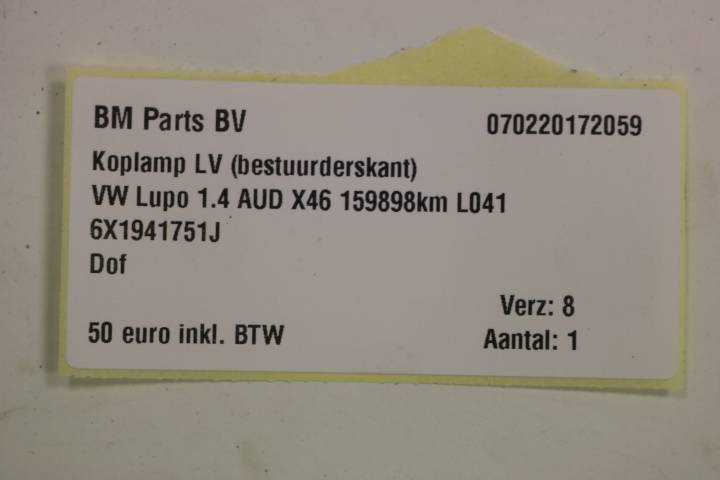 BM Parts BV 070220172059
Koplamp LV (bestuurderskant)
VW Lupo 1.4 AUD X46 159898km L041
6X1941751J
Dof
Verz: 8
50 euro inkl. BTW Aantal: 1